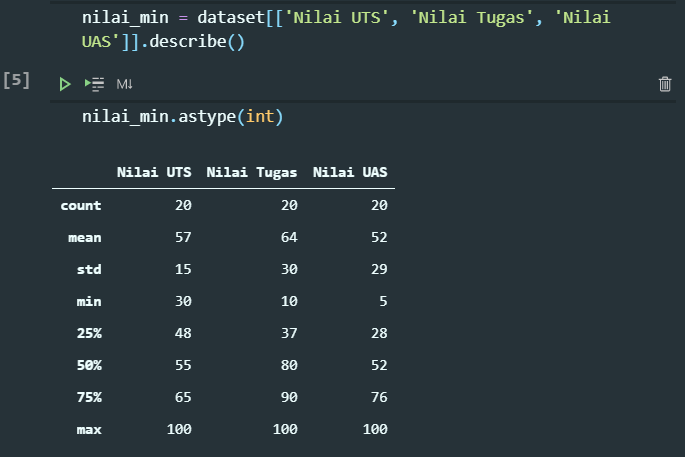 nilai_min = dataset[['Nilai UTS', 'Nilai Tugas', 'Nilai
UAS']].describe()
[5]
M↓
nilai_min.astype(int)
Nilai UTS Nilai Tugas Nilai UAS
count 20 20 20
mean 57 64 52
std 15 30 29
min 30 10 5
25% 48 37 28
50% 55 80 52
75% 65 90 76
max 100 100 100